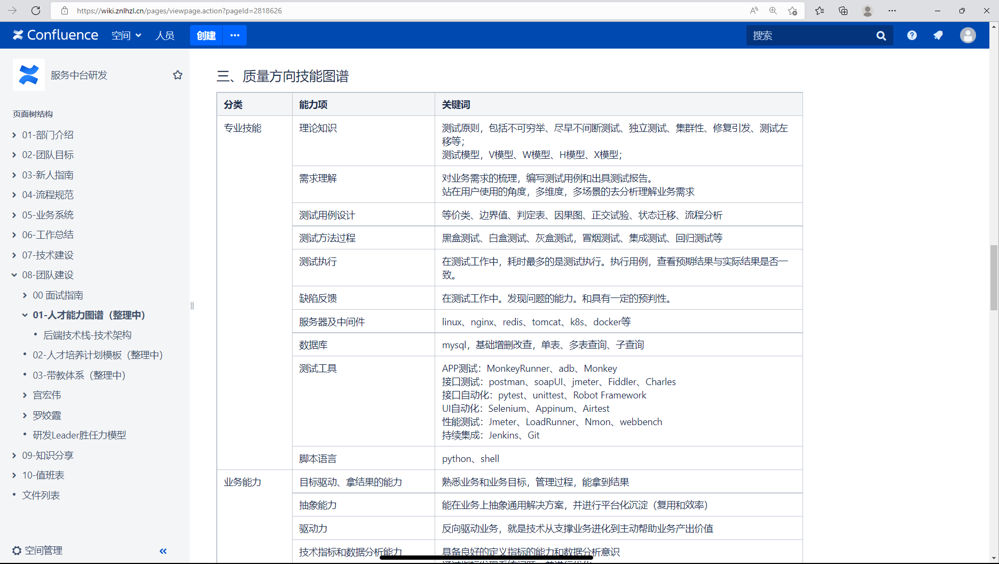 https://wiki.znlhzl.cn/pages/viewpage.action?pageId=2818626
Confluence
空间
人员
创建
搜索
服务中台研发
页面树结构
01-部门介绍
02-团队目标
03-新人指南
04-流程规范
05-业务系统
06-工作总结
07-技术建设
08-团队建设
00 面试指南
01-人才能力图谱（整理中）
后端技术栈-技术架构
02-人才培养计划模板（整理中）
03-带教体系（整理中）
宫宏伟
罗姣霞
研发Leader胜任力模型
09-知识分享
10-值班表
文件列表
空间管理
三、质量方向技能图谱
分类 能力项 关键词
专业技能 理论知识 测试原则，包括不可穷举、尽早不间断测试、独立测试、集群性、修复引发、测试左
移等；
测试模型，V模型、W模型、H模型、X模型；
需求理解 对业务需求的梳理，编写测试用例和出具测试报告。
站在用户使用的角度，多维度，多场景的去分析理解业务需求
测试用例设计 等价类、边界值、判定表、因果图、正交试验、状态迁移、流程分析
测试方法过程 黑盒测试、白盒测试、灰盒测试，冒烟测试、集成测试、回归测试等
测试执行 在测试工作中，耗时最多的是测试执行。执行用例，查看预期结果与实际结果是否一
致。
缺陷反馈 在测试工作中。发现问题的能力。和具有一定的预判性。
服务器及中间件 linux、nginx、redis、tomcat、k8s、docker等
数据库 mysql，基础增删改查，单表、多表查询、子查询
测试工具 APP测试：MonkeyRunner、adb、Monkey
接口测试：postman、soapUI、jmeter、Fiddler、Charles
接口自动化：pytest、unittest、Robot Framework
UI自动化：Selenium、Appinum、Airtest
性能测试：Jmeter、LoadRunner、Nmon、webbench
持续集成：Jenkins、Git
脚本语言 python、shell
业务能力 目标驱动、拿结果的能力 熟悉业务和业务目标，管理过程，能拿到结果
抽象能力 能在业务上抽象通用解决方案，并进行平台化沉淀（复用和效率）
驱动力 反向驱动业务，就是技术从支撑业务进化到主动帮助业务产出价值
技术指标和数据分析能力 具备良好的定义指标的能力和数据分析意识